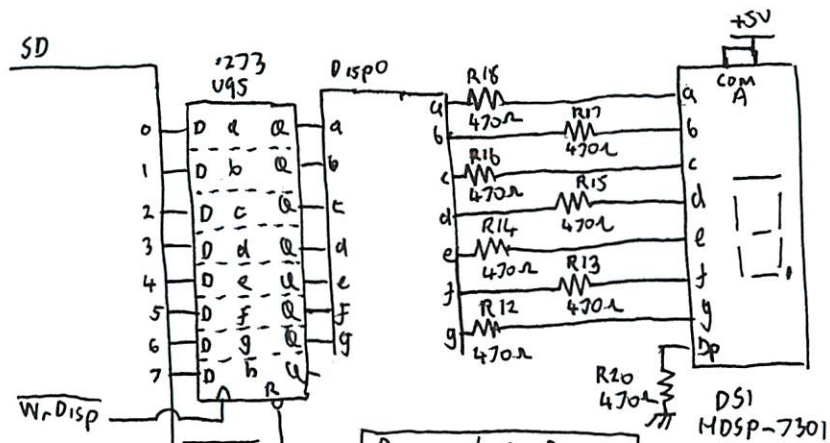 +5V
SD
'273
U95
DISP0
COM
A
R18
470Ω
R17
470Ω
R16
470Ω
R15
470Ω
R14
470Ω
R13
470Ω
R12
470Ω
a
b
c
d
e
f
g
a
b
c
d
e
f
g
Dp
0 D a Q a
1 D b Q b
2 D c Q c
3 D d Q d
4 D e Q e
5 D f Q f
6 D g Q g
7 D h Q
R
WrDisp
R20
470Ω
DS1
HDSP-7301